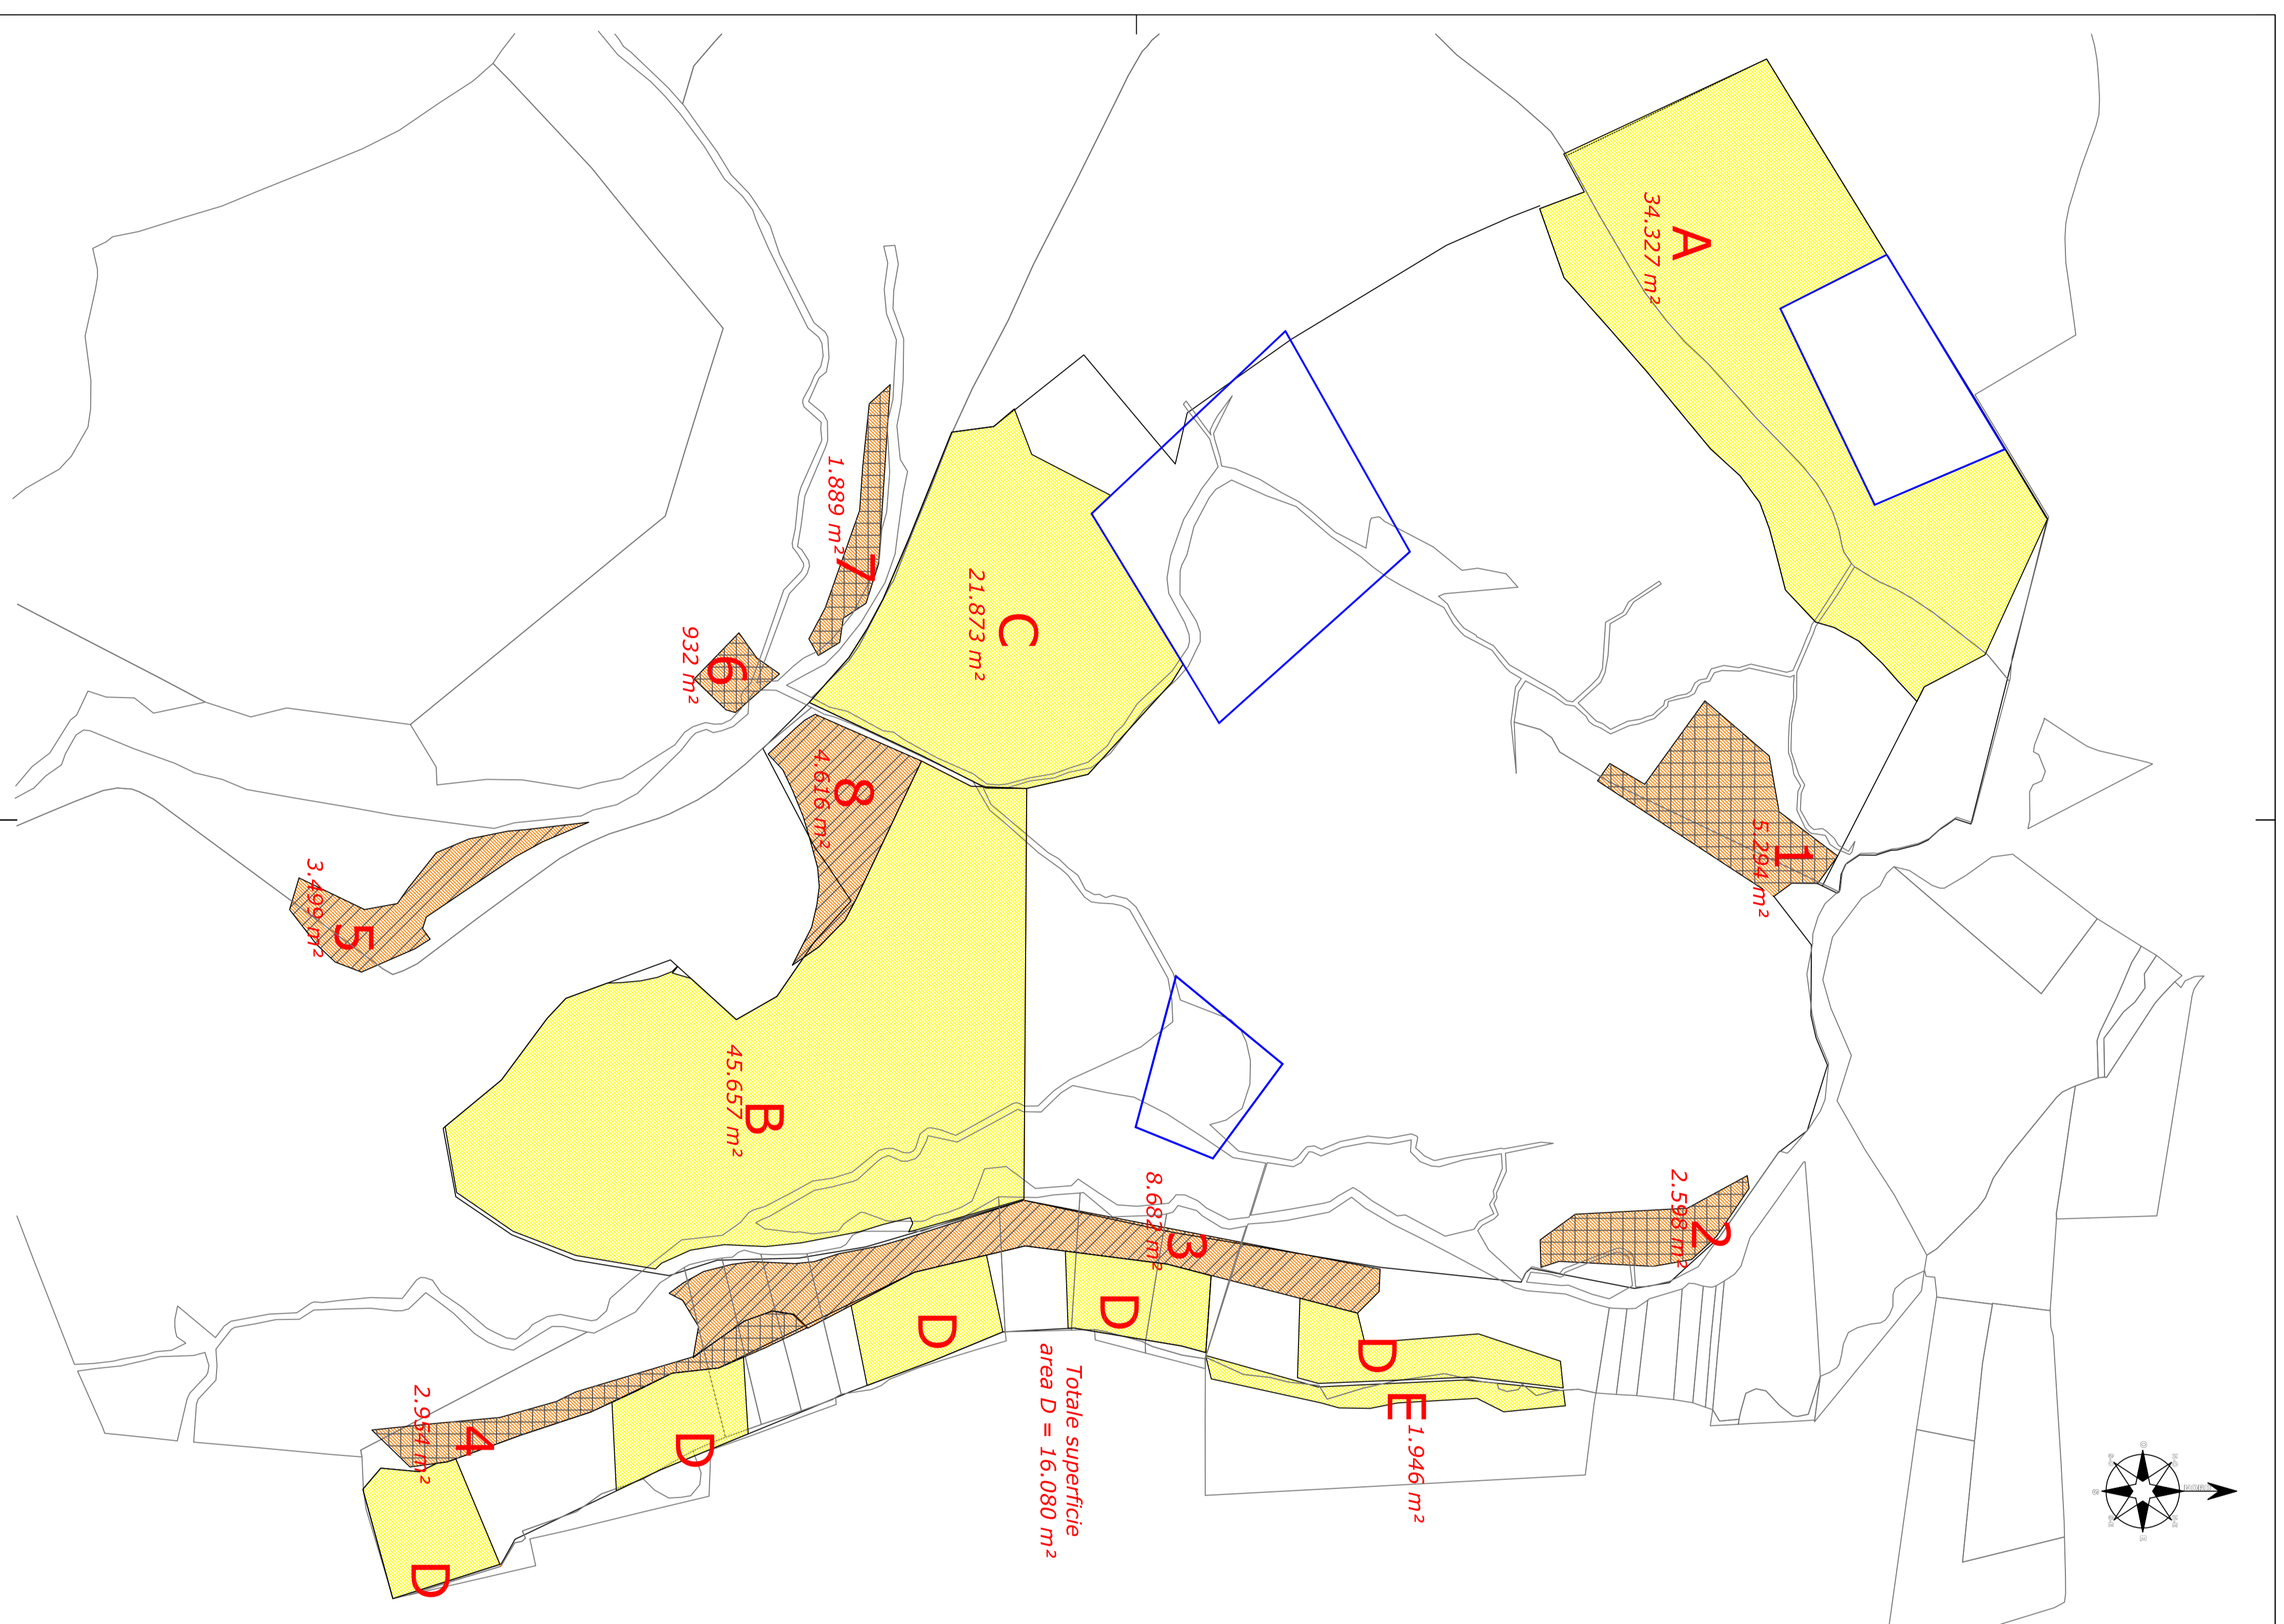 A
34.327 m²
1
5.294 m²
2
2.598 m²
E
1.946 m²
D
3
8.682 m²
D
Totale superficie
area D = 16.080 m²
C
21.873 m²
D
7
1.889 m²
8
4.616 m²
B
45.657 m²
6
932 m²
D
4
2.954 m²
D
5
3.499 m²